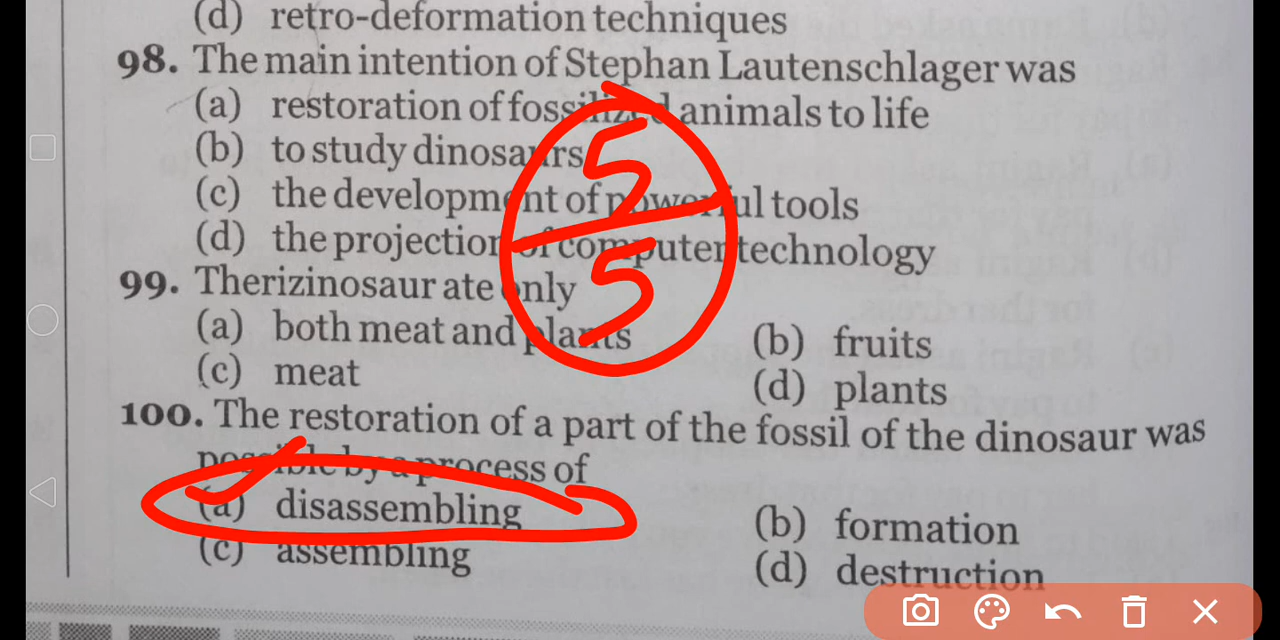 (d) retro-deformation techniques
98. The main intention of Stephan Lautenschlager was
(a) restoration of fossilized animals to life
(b) to study dinosaurs
(c) the development of powerful tools
(d) the projection of computer technology
5
5
99. Therizinosaur ate only
(a) both meat and plants (b) fruits
(c) meat (d) plants
100. The restoration of a part of the fossil of the dinosaur was
possible by a process of
(a) disassembling (b) formation
(c) assembling (d) destruction